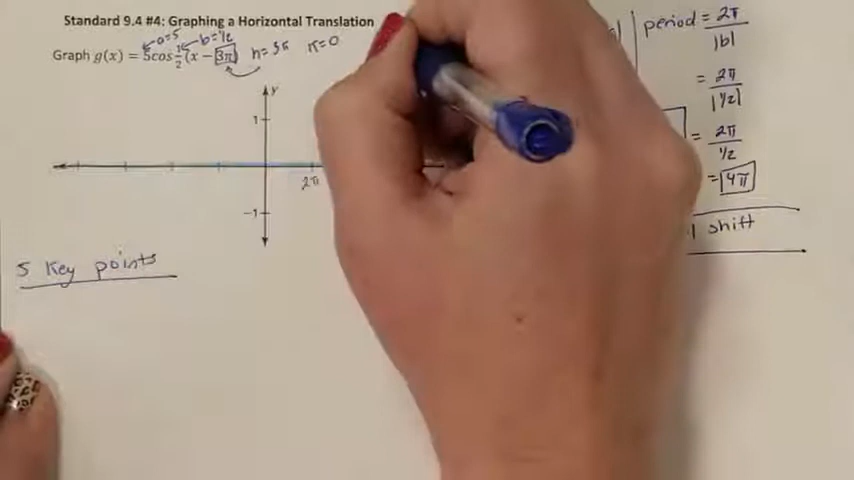 Standard 9.4 #4: Graphing a Horizontal Translation
a=5 b=1/2
Graph g(x) = 5cos 1/2 (x − 3π) h=3π k=0
y
1
2π
−1
5 key points
period = 2π/|b|
= 2π/|1/2|
= 2π/1/2
= 4π
shift